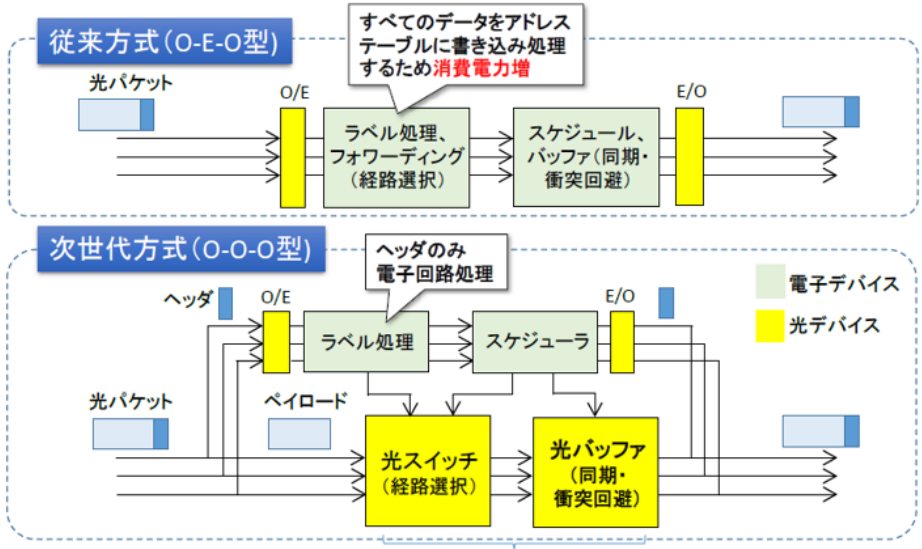 従来方式(O-E-O型)
すべてのデータをアドレス
テーブルに書き込み処理
するため消費電力増
光パケット
O/E
E/O
ラベル処理、
フォワーディング
(経路選択)
スケジュール、
バッファ(同期・
衝突回避)
次世代方式(O-O-O型)
ヘッダのみ
電子回路処理
ヘッダ
O/E
E/O
電子デバイス
光デバイス
ラベル処理
スケジューラ
光パケット
ペイロード
光スイッチ
(経路選択)
光バッファ
(同期・
衝突回避)